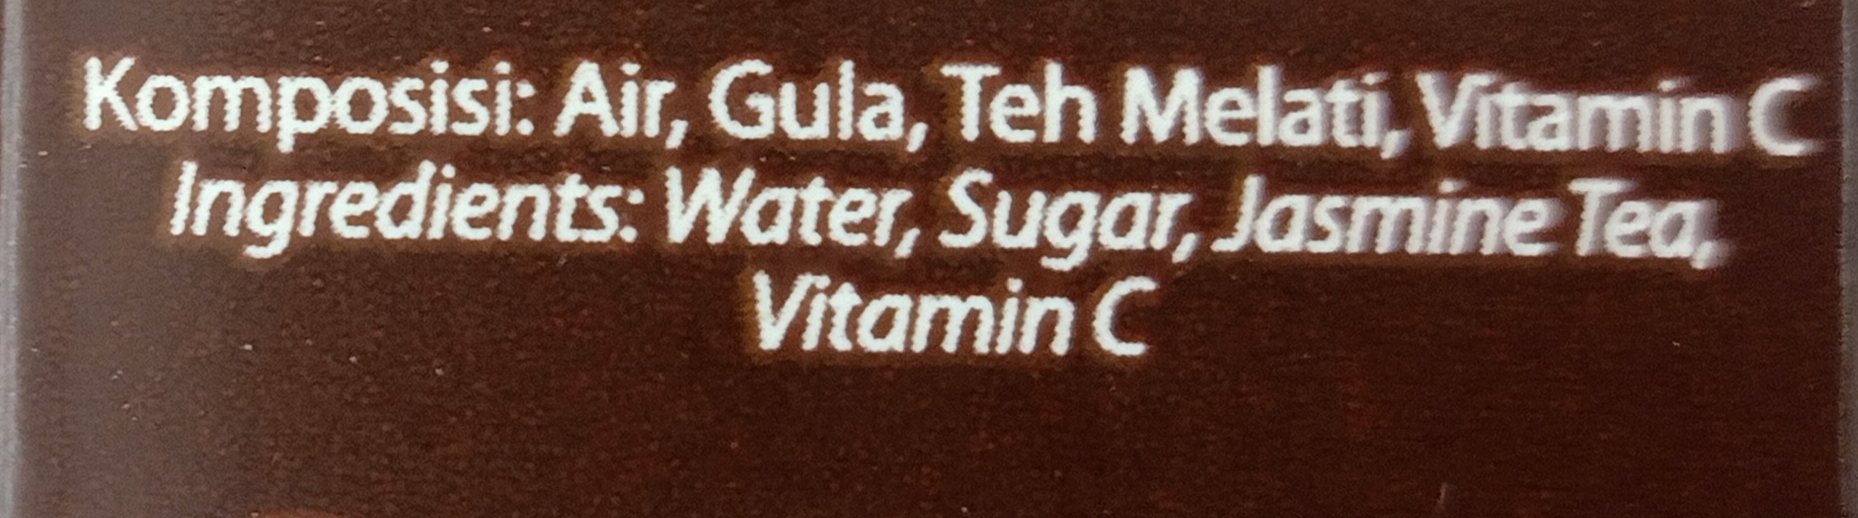 Komposisi: Air, Gula, Teh Melati, Vitamin C
Ingredients: Water, Sugar, Jasmine Tea,
Vitamin C